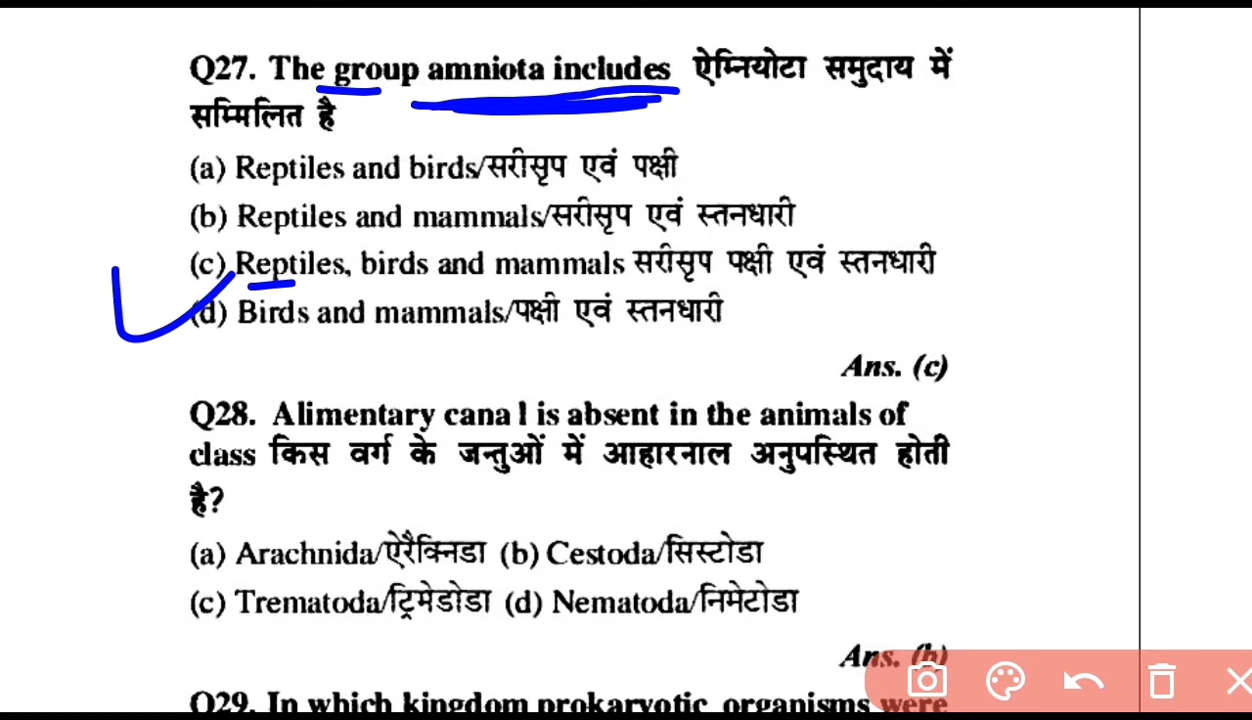 Q27. The group amniota includes ऐम्नियोटा समुदाय में
सम्मिलित है
(a) Reptiles and birds/सरीसृप एवं पक्षी
(b) Reptiles and mammals/सरीसृप एवं स्तनधारी
(c) Reptiles, birds and mammals सरीसृप पक्षी एवं स्तनधारी
(d) Birds and mammals/पक्षी एवं स्तनधारी
Ans. (c)
Q28. Alimentary cana l is absent in the animals of
class किस वर्ग के जन्तुओं में आहारनाल अनुपस्थित होती
है?
(a) Arachnida/ऐरैक्निडा (b) Cestoda/सिस्टोडा
(c) Trematoda/ट्रिमेडोडा (d) Nematoda/निमेटोडा
Ans. (b)
Q29. In which kingdom prokaryotic organisms were